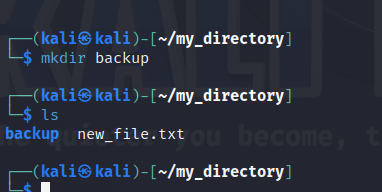 ┌──(kali㉿kali)-[~/my_directory]
└─$ mkdir backup
┌──(kali㉿kali)-[~/my_directory]
└─$ ls
backup  new_file.txt
┌──(kali㉿kali)-[~/my_directory]
└─$